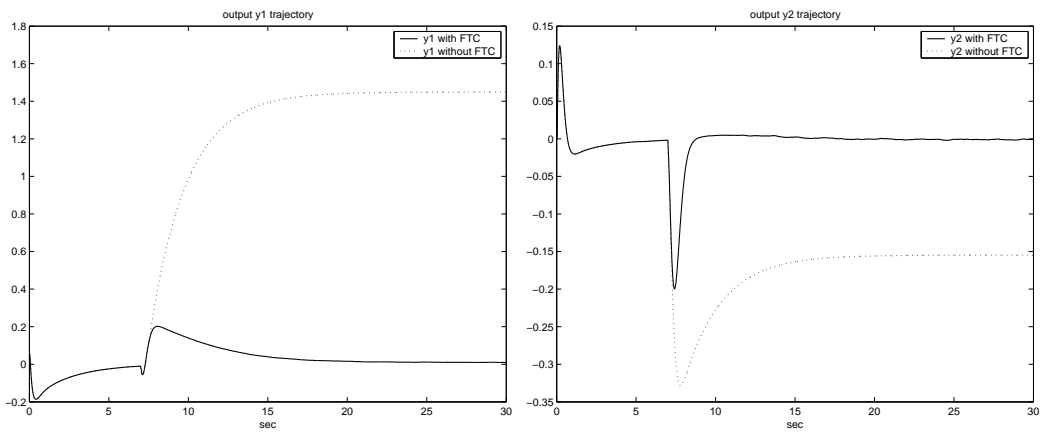 output y1 trajectory
1.8
1.6
1.4
1.2
1
0.8
0.6
0.4
0.2
0
−0.2
0 5 10 15 20 25 30
sec
y1 with FTC
y1 without FTC
output y2 trajectory
0.15
0.1
0.05
0
−0.05
−0.1
−0.15
−0.2
−0.25
−0.3
−0.35
0 5 10 15 20 25 30
sec
y2 with FTC
y2 without FTC